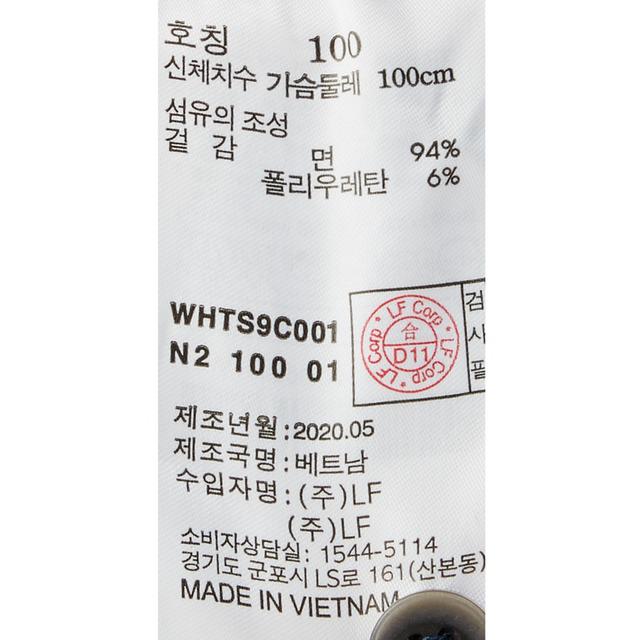 호칭 100
신체치수 가슴둘레 100cm
섬유의 조성
겉 감 면 94%
폴리우레탄 6%
WHTS9C001
N2 100 01
LF Corp LF Corp LF Corp
合
D11
검
사
필
제조년월:2020.05
제조국명:베트남
수입자명:(주)LF
(주)LF
소비자상담실: 1544-5114
경기도 군포시 LS로 161(산본동)
MADE IN VIETNAM